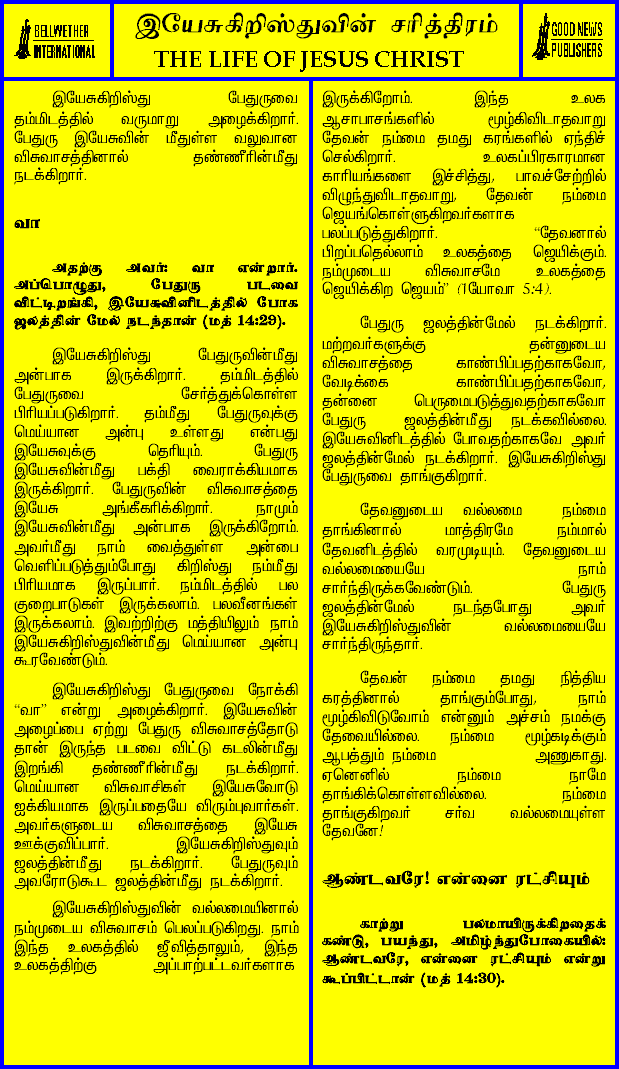 BELLWETHER
INTERNATIONAL
இயேசுகிறிஸ்துவின் சரித்திரம்
THE LIFE OF JESUS CHRIST
GOOD NEWS
PUBLISHERS
இயேசுகிறிஸ்து பேதுருவை
தம்மிடத்தில் வருமாறு அழைக்கிறார்.
பேதுரு இயேசுவின் மீதுள்ள வலுவான
விசுவாசத்தினால் தண்ணீரின்மீது
நடக்கிறார்.
வா
அதற்கு அவர்: வா என்றார்.
அப்பொழுது, பேதுரு படவை
விட்டிறங்கி, இயேசுவினிடத்தில் போக
ஜலத்தின் மேல் நடந்தான் (மத் 14:29).
இயேசுகிறிஸ்து பேதுருவின்மீது
அன்பாக இருக்கிறார். தம்மிடத்தில்
பேதுருவை சேர்த்துக்கொள்ள
பிரியப்படுகிறார். தம்மீது பேதுருவுக்கு
மெய்யான அன்பு உள்ளது என்பது
இயேசுவுக்கு தெரியும். பேதுரு
இயேசுவின்மீது பக்தி வைராக்கியமாக
இருக்கிறார். பேதுருவின் விசுவாசத்தை
இயேசு அங்கீகரிக்கிறார். நாமும்
இயேசுவின்மீது அன்பாக இருக்கிறோம்.
அவர்மீது நாம் வைத்துள்ள அன்பை
வெளிப்படுத்தும்போது கிறிஸ்து நம்மீது
பிரியமாக இருப்பார். நம்மிடத்தில் பல
குறைபாடுகள் இருக்கலாம். பலவீனங்கள்
இருக்கலாம். இவற்றிற்கு மத்தியிலும் நாம்
இயேசுகிறிஸ்துவின்மீது மெய்யான அன்பு
கூரவேண்டும்.
இயேசுகிறிஸ்து பேதுருவை நோக்கி
“வா” என்று அழைக்கிறார். இயேசுவின்
அழைப்பை ஏற்று பேதுரு விசுவாசத்தோடு
தான் இருந்த படவை விட்டு கடலின்மீது
இறங்கி தண்ணீரின்மீது நடக்கிறார்.
மெய்யான விசுவாசிகள் இயேசுவோடு
ஐக்கியமாக இருப்பதையே விரும்புவார்கள்.
அவர்களுடைய விசுவாசத்தை இயேசு
ஊக்குவிப்பார். இயேசுகிறிஸ்துவும்
ஜலத்தின்மீது நடக்கிறார். பேதுருவும்
அவரோடுகூட ஜலத்தின்மீது நடக்கிறார்.
இயேசுகிறிஸ்துவின் வல்லமையினால்
நம்முடைய விசுவாசம் பெலப்படுகிறது. நாம்
இந்த உலகத்தில் ஜீவித்தாலும், இந்த
உலகத்திற்கு அப்பாற்பட்டவர்களாக
இருக்கிறோம். இந்த உலக
ஆசாபாசங்களில் மூழ்கிவிடாதவாறு
தேவன் நம்மை தமது கரங்களில் ஏந்திச்
செல்கிறார். உலகப்பிரகாரமான
காரியங்களை இச்சித்து, பாவச்சேற்றில்
விழுந்துவிடாதவாறு, தேவன் நம்மை
ஜெயங்கொள்ளுகிறவர்களாக
பலப்படுத்துகிறார். “தேவனால்
பிறப்பதெல்லாம் உலகத்தை ஜெயிக்கும்.
நம்முடைய விசுவாசமே உலகத்தை
ஜெயிக்கிற ஜெயம்” (1யோவா 5:4).
பேதுரு ஜலத்தின்மேல் நடக்கிறார்.
மற்றவர்களுக்கு தன்னுடைய
விசுவாசத்தை காண்பிப்பதற்காகவோ,
வேடிக்கை காண்பிப்பதற்காகவோ,
தன்னை பெருமைபடுத்துவதற்காகவோ
பேதுரு ஜலத்தின்மீது நடக்கவில்லை.
இயேசுவினிடத்தில் போவதற்காகவே அவர்
ஜலத்தின்மேல் நடக்கிறார். இயேசுகிறிஸ்து
பேதுருவை தாங்குகிறார்.
தேவனுடைய வல்லமை நம்மை
தாங்கினால் மாத்திரமே நம்மால்
தேவனிடத்தில் வரமுடியும். தேவனுடைய
வல்லமையையே நாம்
சார்ந்திருக்கவேண்டும். பேதுரு
ஜலத்தின்மேல் நடந்தபோது அவர்
இயேசுகிறிஸ்துவின் வல்லமையையே
சார்ந்திருந்தார்.
தேவன் நம்மை தமது நித்திய
கரத்தினால் தாங்கும்போது, நாம்
மூழ்கிவிடுவோம் என்னும் அச்சம் நமக்கு
தேவையில்லை. நம்மை மூழ்கடிக்கும்
ஆபத்தும் நம்மை அணுகாது.
ஏனெனில் நம்மை நாமே
தாங்கிக்கொள்ளவில்லை. நம்மை
தாங்குகிறவர் சர்வ வல்லமையுள்ள
தேவனே!
ஆண்டவரே! என்னை ரட்சியும்
காற்று பலமாயிருக்கிறதைக்
கண்டு, பயந்து, அமிழ்ந்துபோகையில்:
ஆண்டவரே, என்னை ரட்சியும் என்று
கூப்பிட்டான் (மத் 14:30).